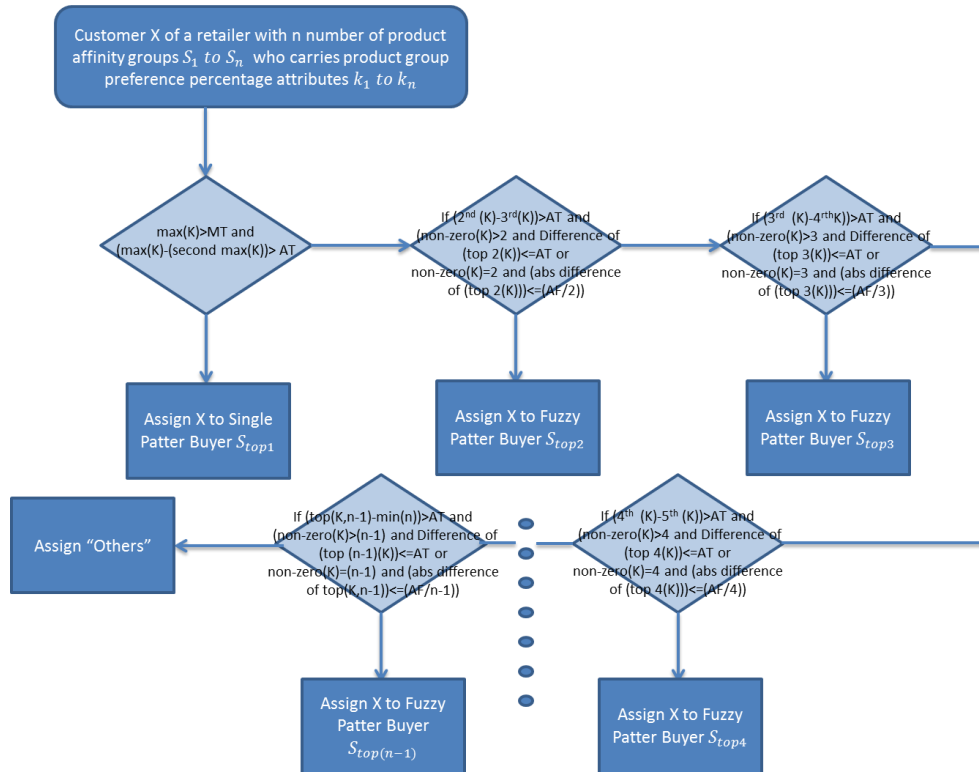 Customer X of a retailer with n number of product
affinity groups S₁ to Sₙ who carries product group
preference percentage attributes k₁ to kₙ
max(K)>MT and
(max(K)-(second max(K))> AT
If (2ⁿᵈ (K)-3ʳᵈ(K))>AT and
(non-zero(K)>2 and Difference of
(top 2(K))<=AT or
non-zero(K)=2 and (abs difference
of (top 2(K)))<=(AF/2))
If (3ʳᵈ (K)-4ʳᵗʰK))>AT and
(non-zero(K)>3 and Difference of
(top 3(K))<=AT or
non-zero(K)=3 and (abs difference
of (top 3(K)))<=(AF/3))
Assign X to Single
Patter Buyer S_top1
Assign X to Fuzzy
Patter Buyer S_top2
Assign X to Fuzzy
Patter Buyer S_top3
Assign “Others”
If (top(K,n-1)-min(n))>AT and
(non-zero(K)>(n-1) and Difference of
(top (n-1)(K))<=AT or
non-zero(K)=(n-1) and (abs difference
of top(K,n-1))<=(AF/n-1))
If (4ᵗʰ (K)-5ᵗʰ (K))>AT and
(non-zero(K)>4 and Difference of
(top 4(K))<=AT or
non-zero(K)=4 and (abs difference
of (top 4(K)))<=(AF/4))
Assign X to Fuzzy
Patter Buyer
S_top(n−1)
Assign X to Fuzzy
Patter Buyer S_top4